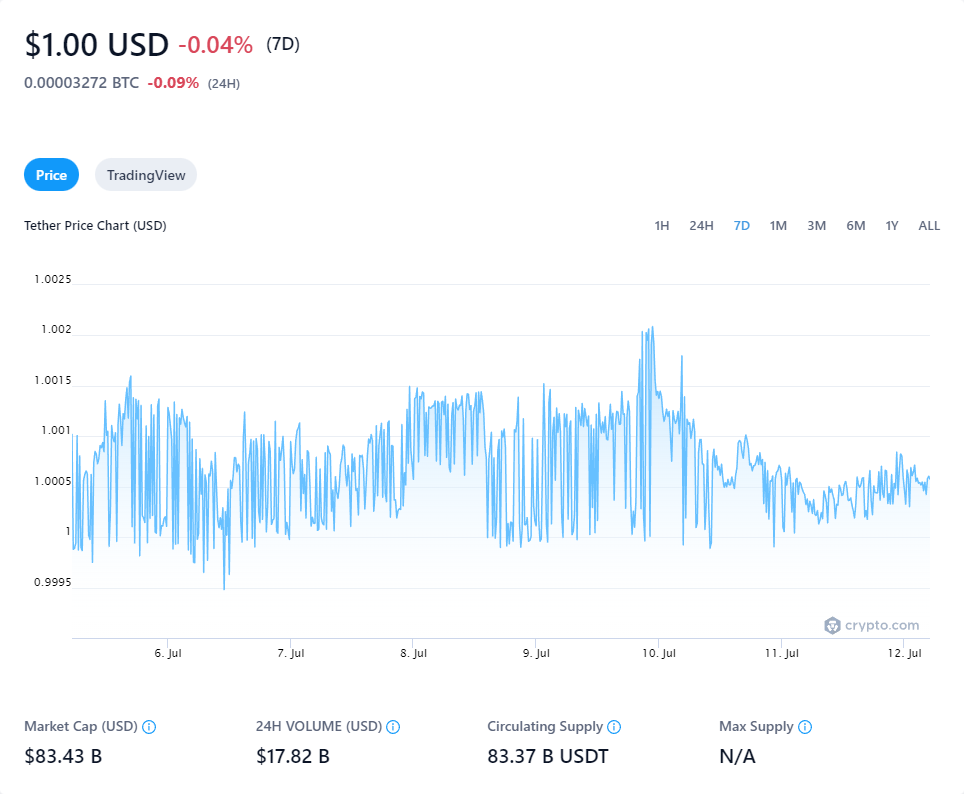 $1.00 USD -0.04% (7D)
0.00003272 BTC -0.09% (24H)
Price TradingView
Tether Price Chart (USD) 1H 24H 7D 1M 3M 6M 1Y ALL
1.0025
1.002
1.0015
1.001
1.0005
1
0.9995
crypto.com
6. Jul 7. Jul 8. Jul 9. Jul 10. Jul 11. Jul 12. Jul
Market Cap (USD) 24H VOLUME (USD) Circulating Supply Max Supply
$83.43 B $17.82 B 83.37 B USDT N/A